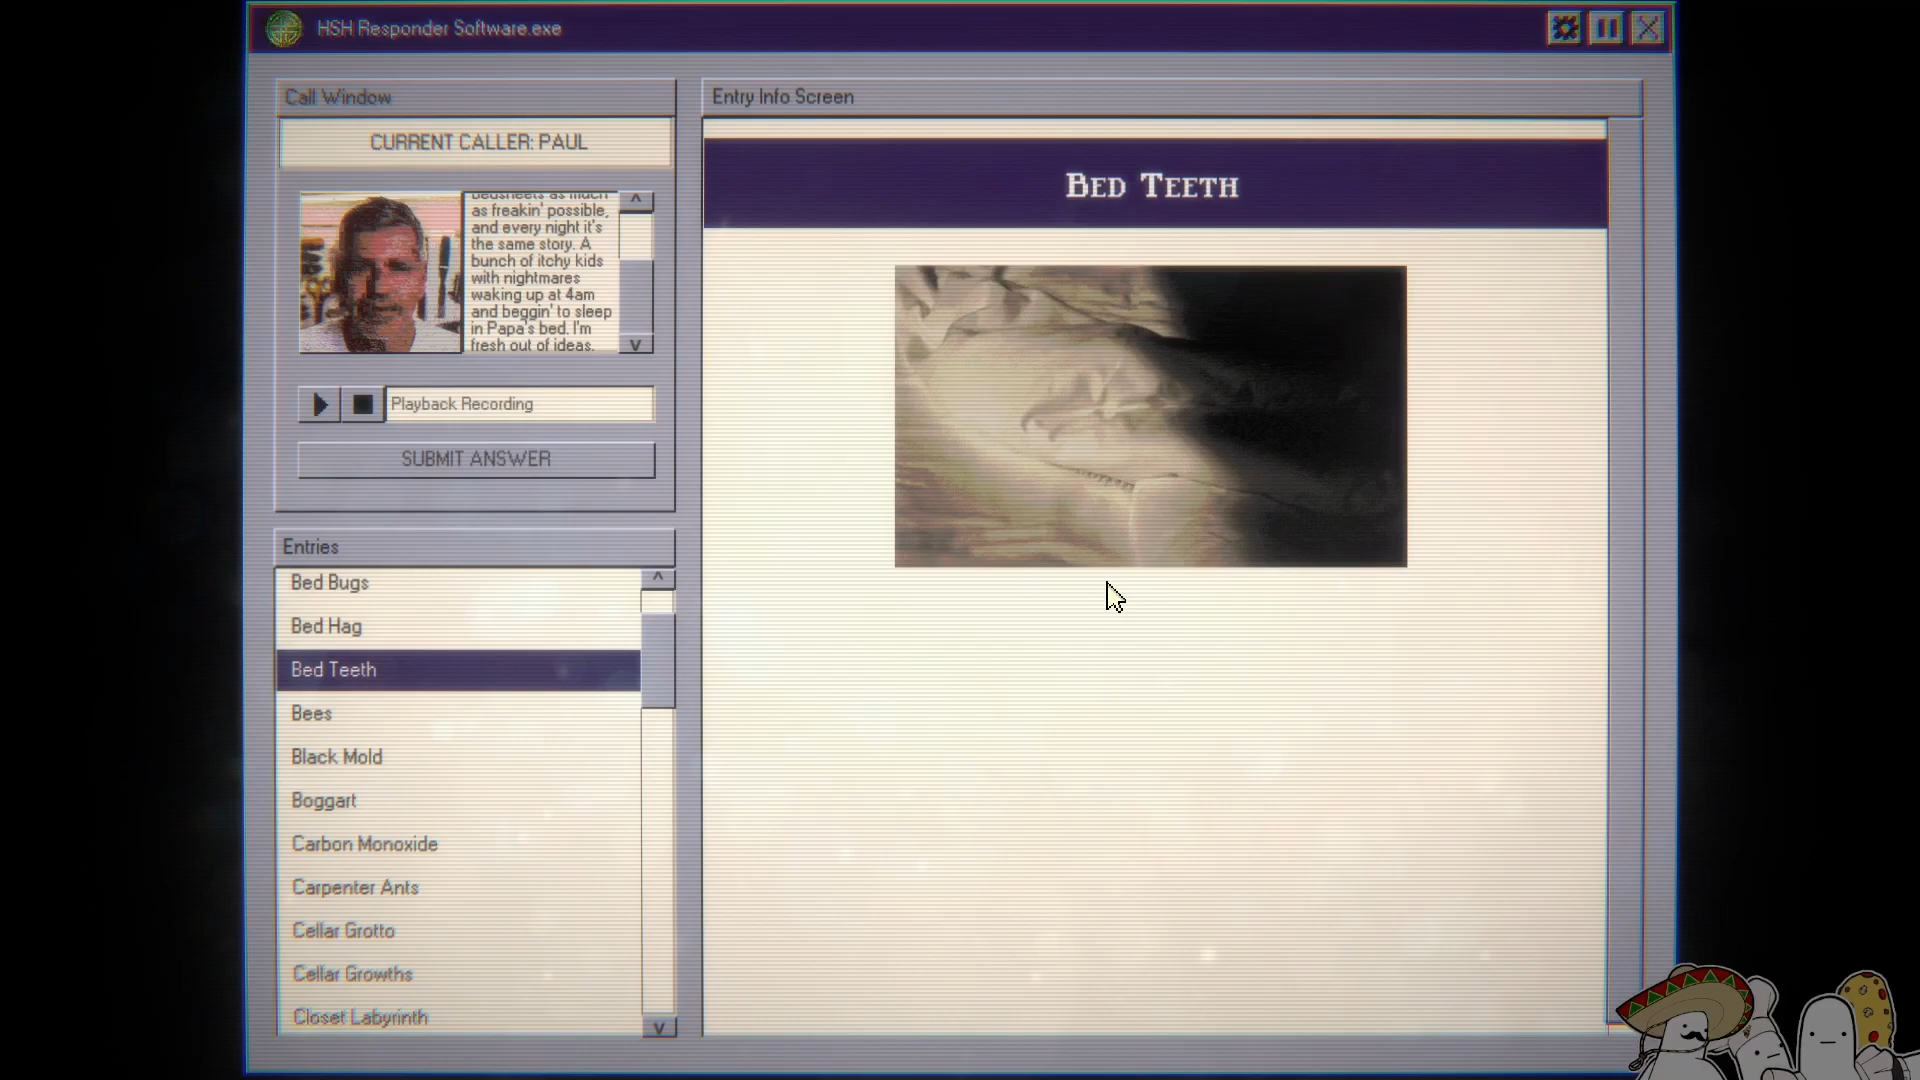 HSH Responder Software.exe
Call Window
CURRENT CALLER: PAUL
bedsheets as much
as freakin' possible,
and every night it's
the same story. A
bunch of itchy kids
with nightmares
waking up at 4am
and beggin' to sleep
in Papa's bed. I'm
fresh out of ideas.
Playback Recording
SUBMIT ANSWER
Entries
Bed Bugs
Bed Hag
Bed Teeth
Bees
Black Mold
Boggart
Carbon Monoxide
Carpenter Ants
Cellar Grotto
Cellar Growths
Closet Labyrinth
Entry Info Screen
BED TEETH